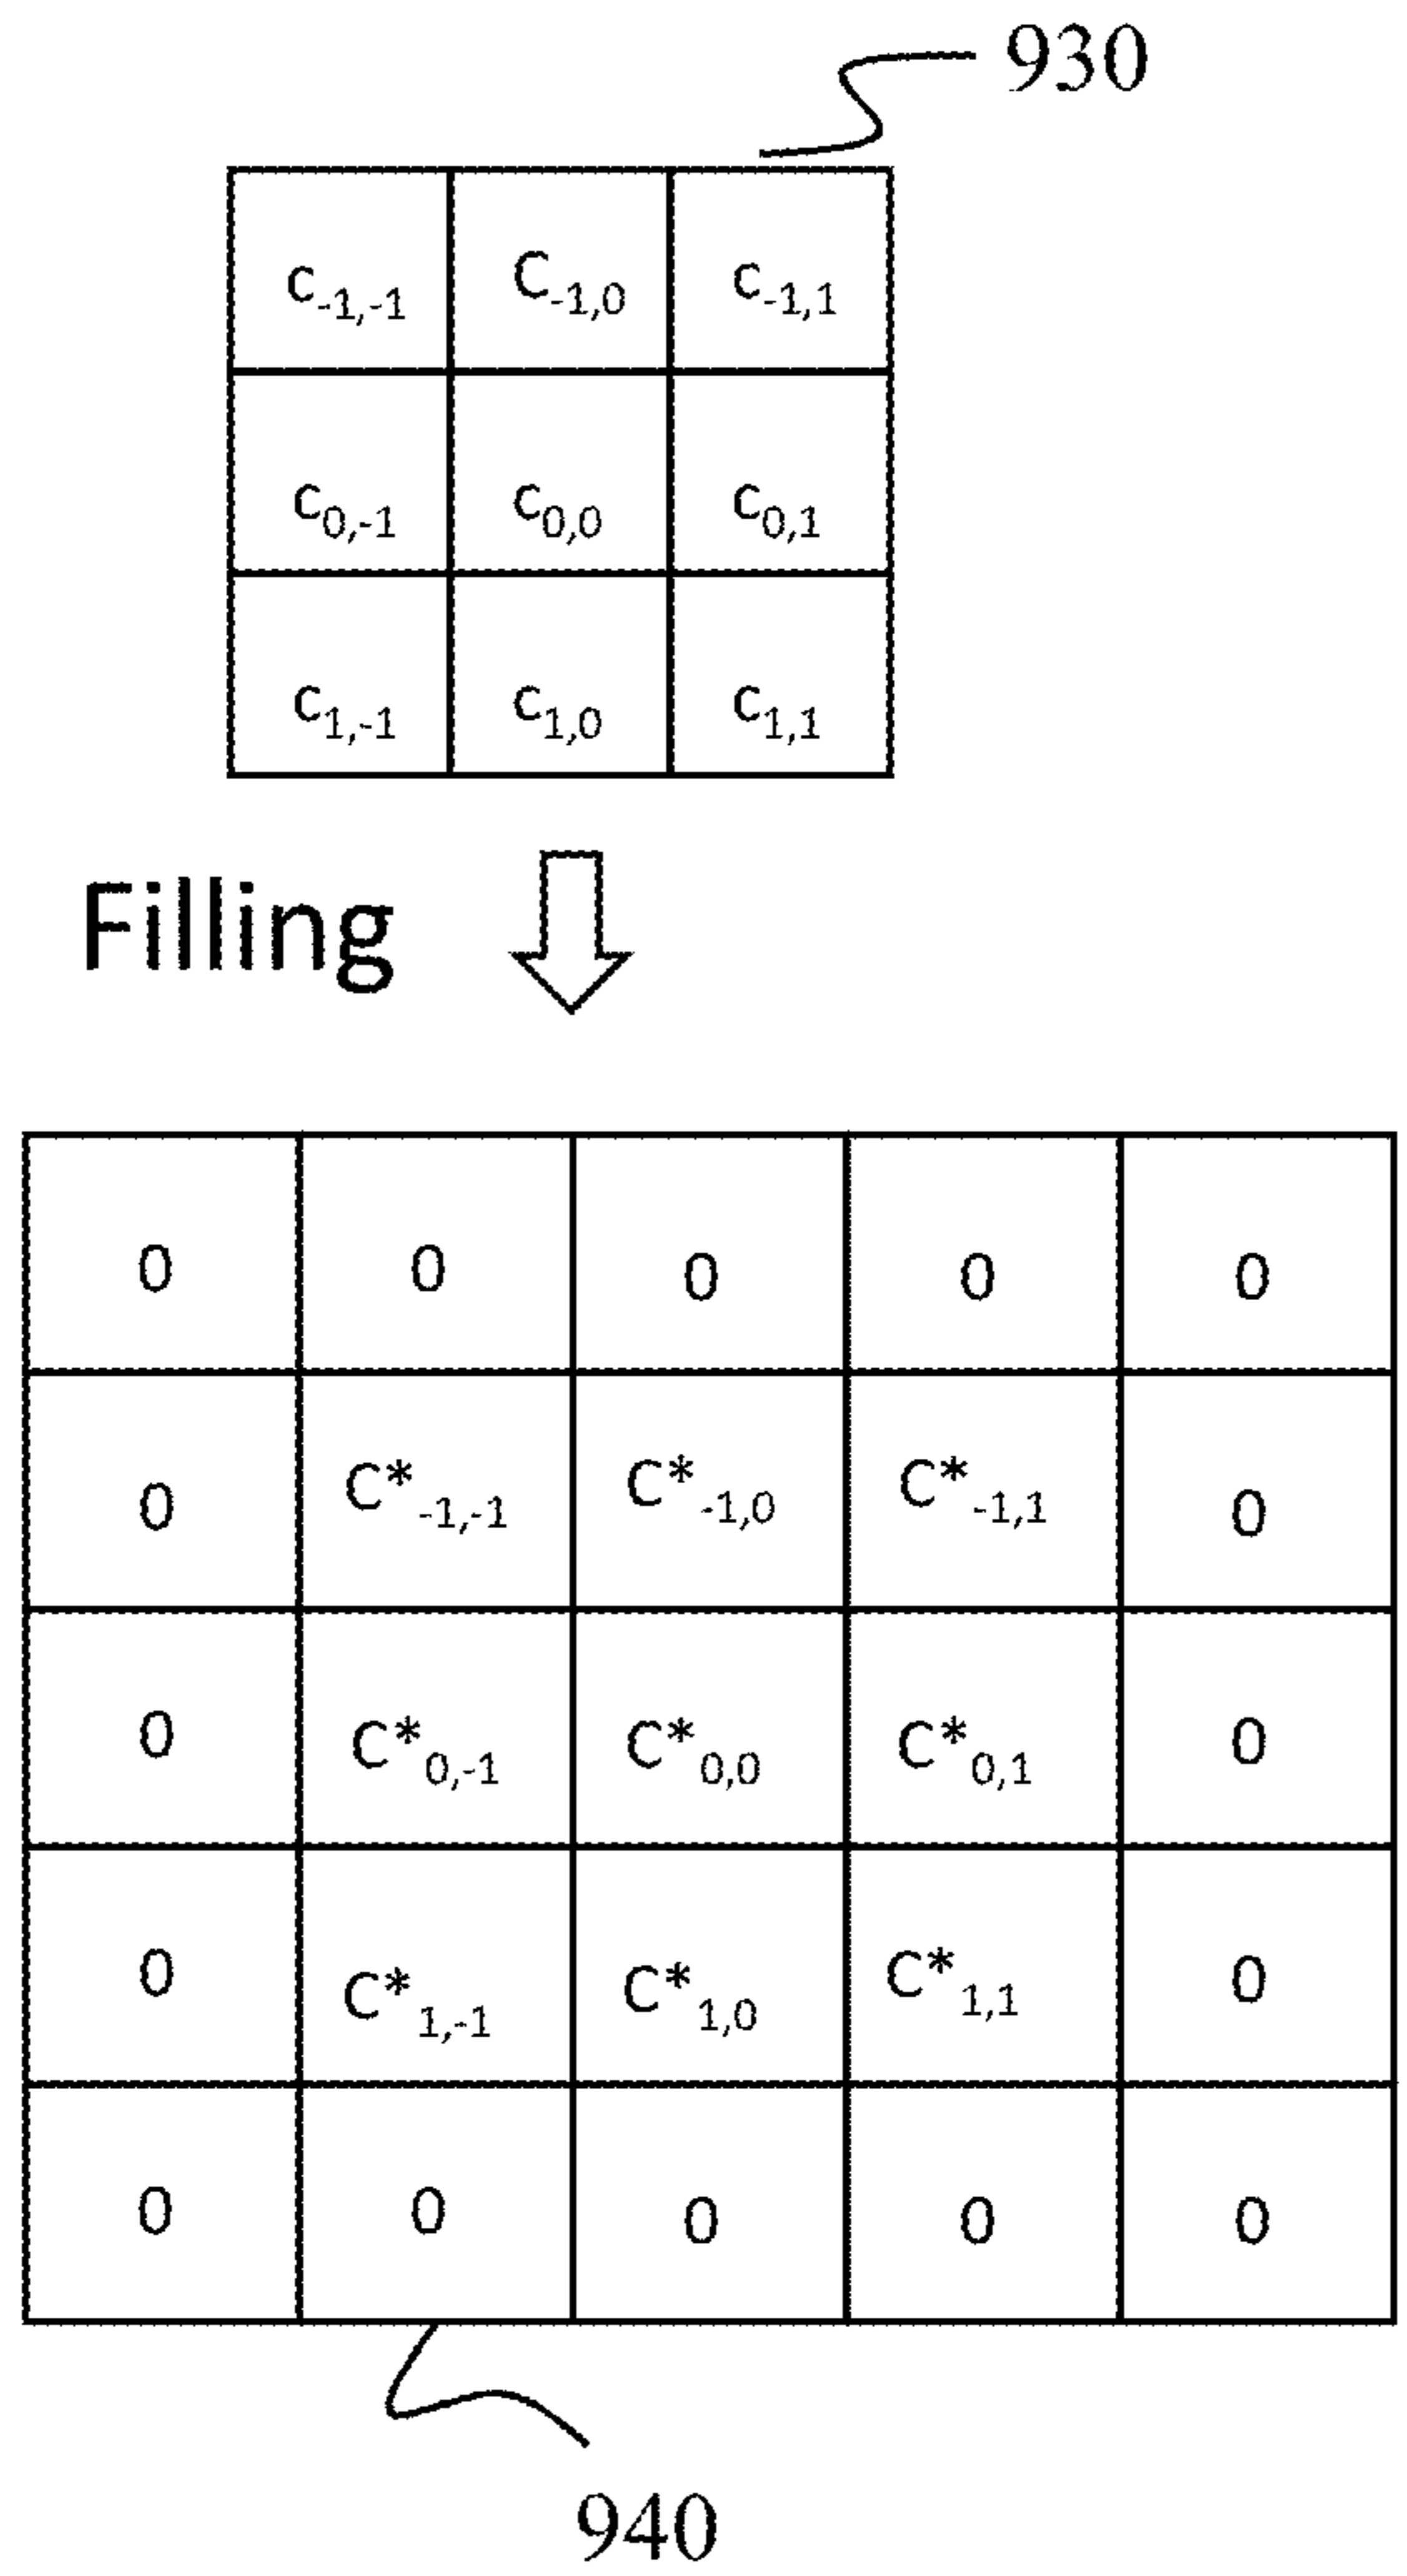 930
c-1,-1 C-1,0 c-1,1
c0,-1 c0,0 c0,1
c1,-1 c1,0 c1,1
Filling
0 0 0 0 0
0 C*-1,-1 C*-1,0 C*-1,1 0
0 C*0,-1 C*0,0 C*0,1 0
0 C*1,-1 C*1,0 C*1,1 0
0 0 0 0 0
940